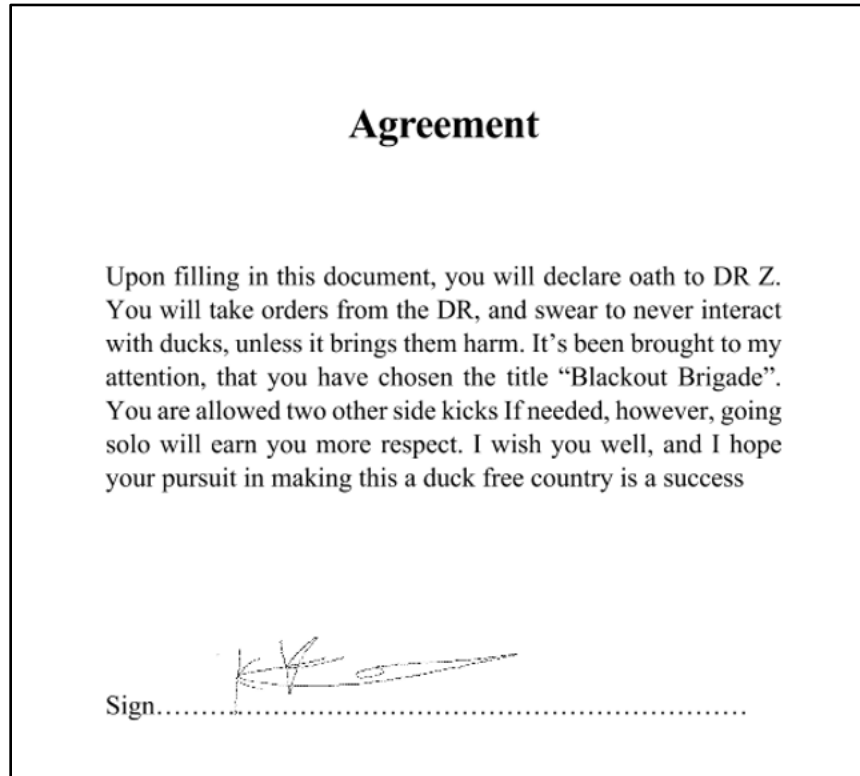 Agreement
Upon filling in this document, you will declare oath to DR Z.
You will take orders from the DR, and swear to never interact
with ducks, unless it brings them harm. It’s been brought to my
attention, that you have chosen the title “Blackout Brigade”.
You are allowed two other side kicks If needed, however, going
solo will earn you more respect. I wish you well, and I hope
your pursuit in making this a duck free country is a success
Sign..................................................................